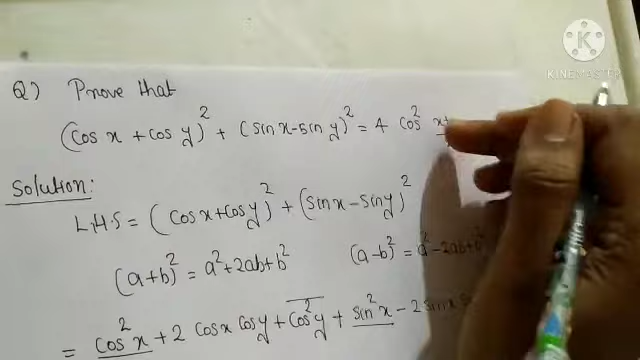 KINEMASTER
Q) Prove that
(cos x + cos y)² + (sin x - sin y)² = 4 cos² x+
Solution:
L.H.S = (cos x + cos y)² + (sin x - sin y)²
(a+b)² = a² + 2ab + b² (a-b)² = a² - 2ab + b²
= cos² x + 2 cos x cos y + cos² y + sin² x - 2 sin x s